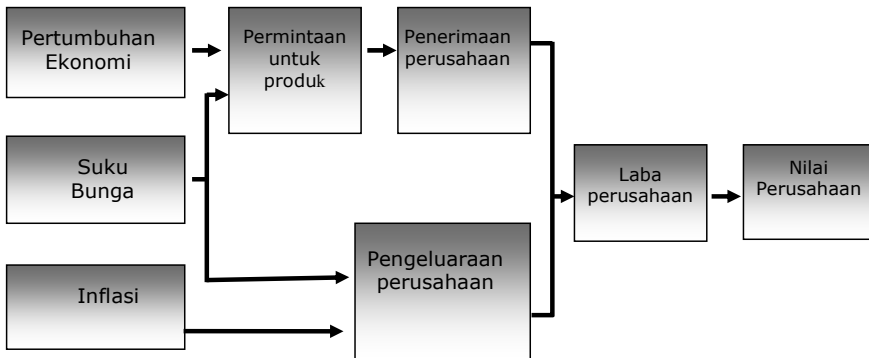 Pertumbuhan
Ekonomi
Permintaan
untuk
produk
Penerimaan
perusahaan
Suku
Bunga
Laba
perusahaan
Nilai
Perusahaan
Pengeluaraan
perusahaan
Inflasi